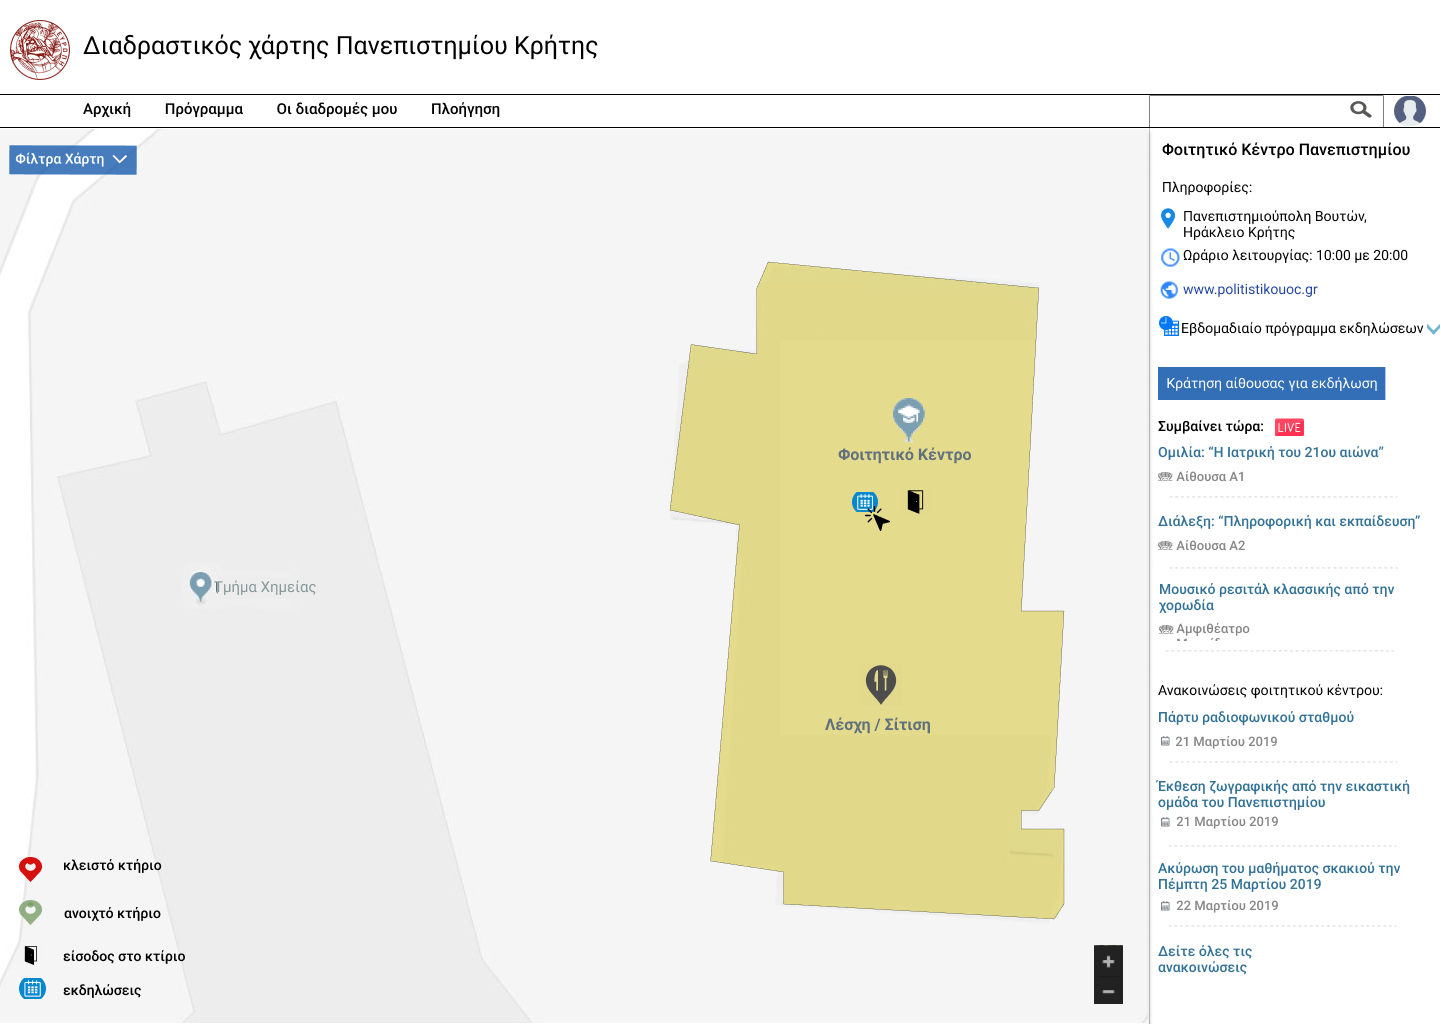 Διαδραστικός χάρτης Πανεπιστημίου Κρήτης
Αρχική Πρόγραμμα Οι διαδρομές μου Πλοήγηση
Φίλτρα Χάρτη
Φοιτητικό Κέντρο
Λέσχη / Σίτιση
Τμήμα Χημείας
κλειστό κτήριο
ανοιχτό κτήριο
είσοδος στο κτίριο
εκδηλώσεις
Φοιτητικό Κέντρο Πανεπιστημίου
Πληροφορίες:
Πανεπιστημιούπολη Βουτών,
Ηράκλειο Κρήτης
Ωράριο λειτουργίας: 10:00 με 20:00
www.politistikouoc.gr
Εβδομαδιαίο πρόγραμμα εκδηλώσεων
Κράτηση αίθουσας για εκδήλωση
Συμβαίνει τώρα: LIVE
Ομιλία: “Η Ιατρική του 21ου αιώνα”
Αίθουσα Α1
Διάλεξη: “Πληροφορική και εκπαίδευση”
Αίθουσα Α2
Μουσικό ρεσιτάλ κλασσικής από την
χορωδία
Αμφιθέατρο
Ανακοινώσεις φοιτητικού κέντρου:
Πάρτυ ραδιοφωνικού σταθμού
21 Μαρτίου 2019
Έκθεση ζωγραφικής από την εικαστική
ομάδα του Πανεπιστημίου
21 Μαρτίου 2019
Ακύρωση του μαθήματος σκακιού την
Πέμπτη 25 Μαρτίου 2019
22 Μαρτίου 2019
Δείτε όλες τις
ανακοινώσεις